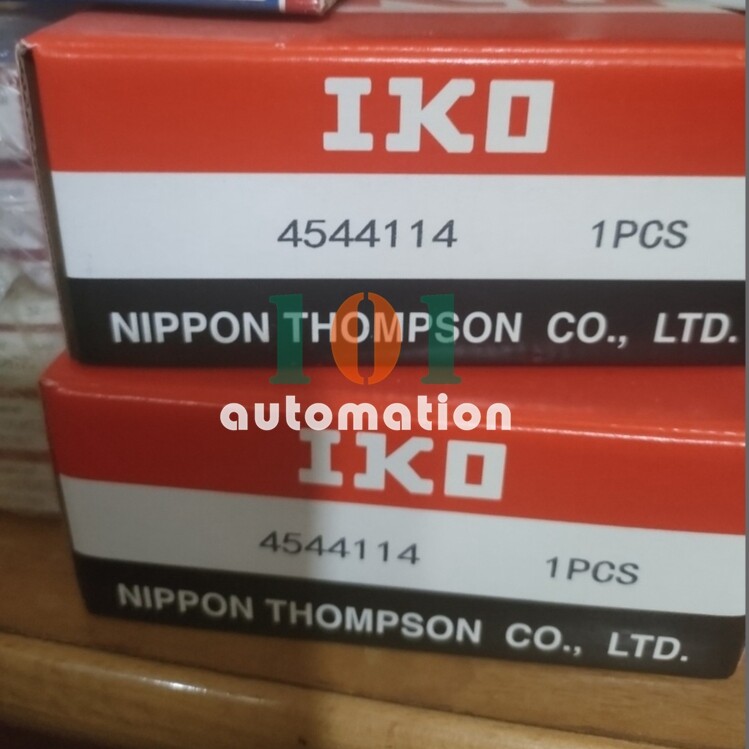 IKO
4544114 1PCS
NIPPON THOMPSON CO., LTD.
101
automation
IKO
4544114 1PCS
NIPPON THOMPSON CO., LTD.